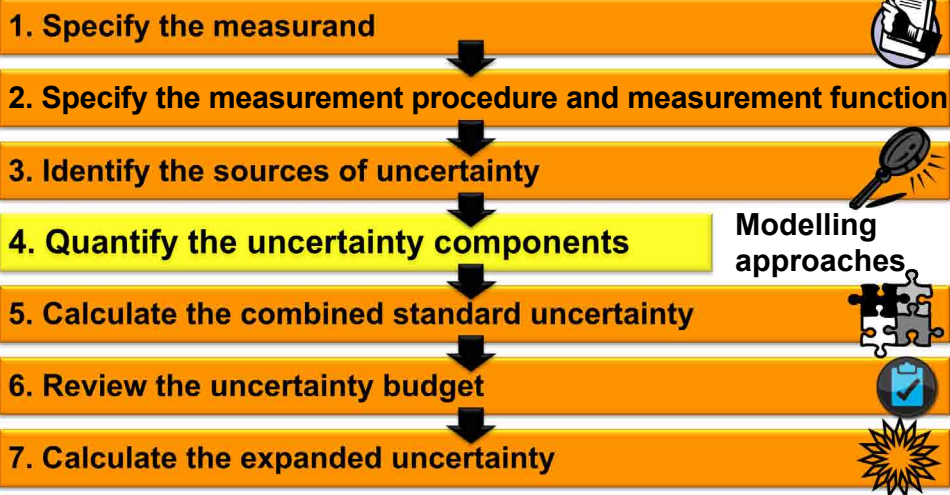 1. Specify the measurand
2. Specify the measurement procedure and measurement function
3. Identify the sources of uncertainty
4. Quantify the uncertainty components
Modelling
approaches
5. Calculate the combined standard uncertainty
6. Review the uncertainty budget
7. Calculate the expanded uncertainty